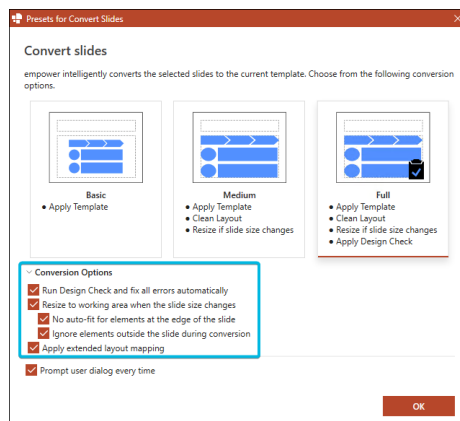 Presets for Convert Slides
Convert slides
empower intelligently converts the selected slides to the current template. Choose from the following conversion
options.
Basic
• Apply Template
Medium
• Apply Template
• Clean Layout
• Resize if slide size changes
Full
• Apply Template
• Clean Layout
• Resize if slide size changes
• Apply Design Check
Conversion Options
Run Design Check and fix all errors automatically
Resize to working area when the slide size changes
No auto-fit for elements at the edge of the slide
Ignore elements outside the slide during conversion
Apply extended layout mapping
Prompt user dialog every time
OK